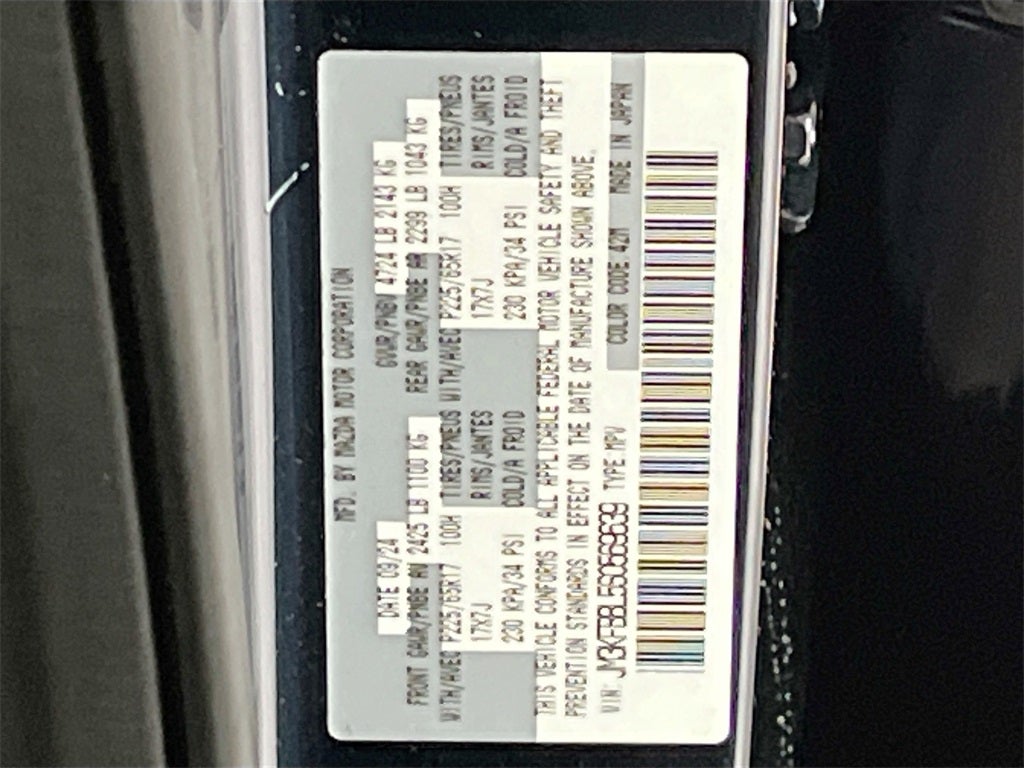 MFD. BY MAZDA MOTOR CORPORATION
DATE 09/24 GVWR/PNBV 4724 LB 2143 KG
FRONT GAWR/PNBE AV 2425 LB 1100 KG REAR GAWR/PNBE AR 2299 LB 1043 KG
WITH/AVEC P225/65R17 100H TIRES/PNEUS WITH/AVEC P225/65R17 100H TIRES/PNEUS
17X7J RIMS/JANTES 17X7J RIMS/JANTES
230 KPA/34 PSI COLD/A FROID 230 KPA/34 PSI COLD/A FROID
THIS VEHICLE CONFORMS TO ALL APPLICABLE FEDERAL MOTOR VEHICLE SAFETY AND THEFT
PREVENTION STANDARDS IN EFFECT ON THE DATE OF MANUFACTURE SHOWN ABOVE.
VIN: TYPE MPV COLOR CODE 42M MADE IN JAPAN